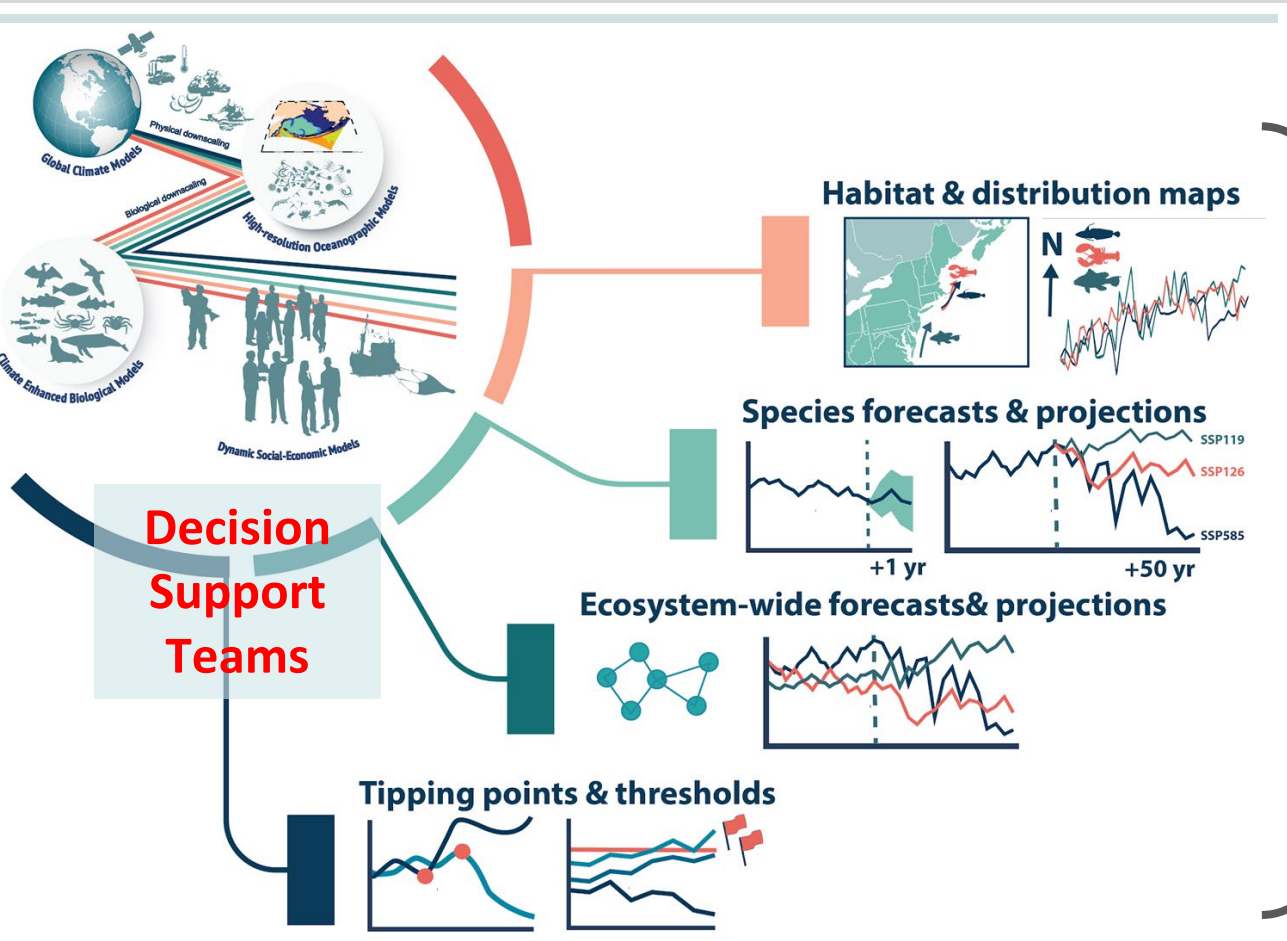 Physical downscaling
Global Climate Models
Biological downscaling
High-resolution Oceanographic Models
Climate Enhanced Biological Models
Dynamic Social-Economic Models
Decision
Support
Teams
Habitat & distribution maps
N
Species forecasts & projections
SSP119
SSP126
SSP585
+1 yr
+50 yr
Ecosystem-wide forecasts& projections
Tipping points & thresholds